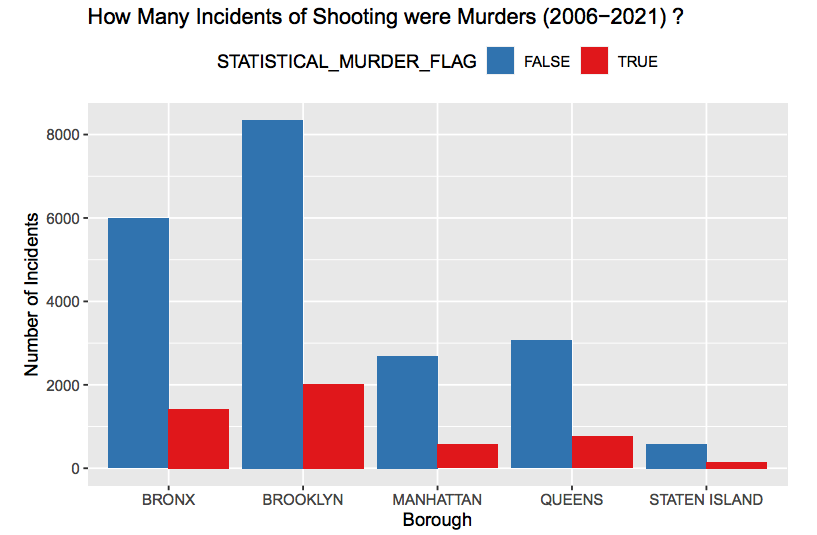 How Many Incidents of Shooting were Murders (2006−2021) ?
STATISTICAL_MURDER_FLAG FALSE TRUE
8000
6000
4000
2000
0
Number of Incidents
BRONX BROOKLYN MANHATTAN QUEENS STATEN ISLAND
Borough